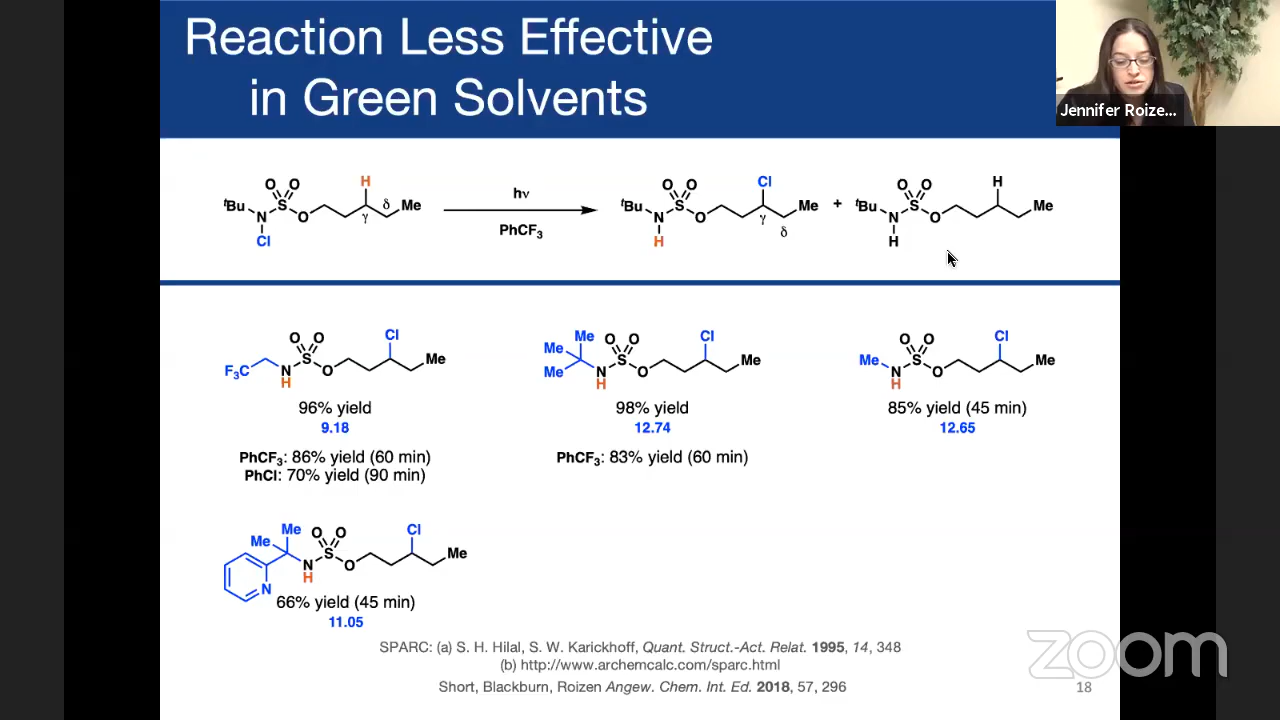 Reaction Less Effective
in Green Solvents
Jennifer Roize...
H
O O
ᵗBu
N S O
γ δ Me
Cl
hν
PhCF₃
Cl
O O
ᵗBu
N S O
γ Me
δ
H
+
H
O O
ᵗBu
N S O
Me
H
Cl
O O
F₃C
N S O
Me
H
96% yield
9.18
PhCF₃: 86% yield (60 min)
PhCl: 70% yield (90 min)
Me O O Cl
Me
Me N S O Me
H
98% yield
12.74
PhCF₃: 83% yield (60 min)
O O Cl
Me N S O Me
H
85% yield (45 min)
12.65
Me O O Cl
Me
N S O Me
H
N
66% yield (45 min)
11.05
SPARC: (a) S. H. Hilal, S. W. Karickhoff, Quant. Struct.-Act. Relat. 1995, 14, 348
(b) http://www.archemcalc.com/sparc.html
Short, Blackburn, Roizen Angew. Chem. Int. Ed. 2018, 57, 296
18
zoom